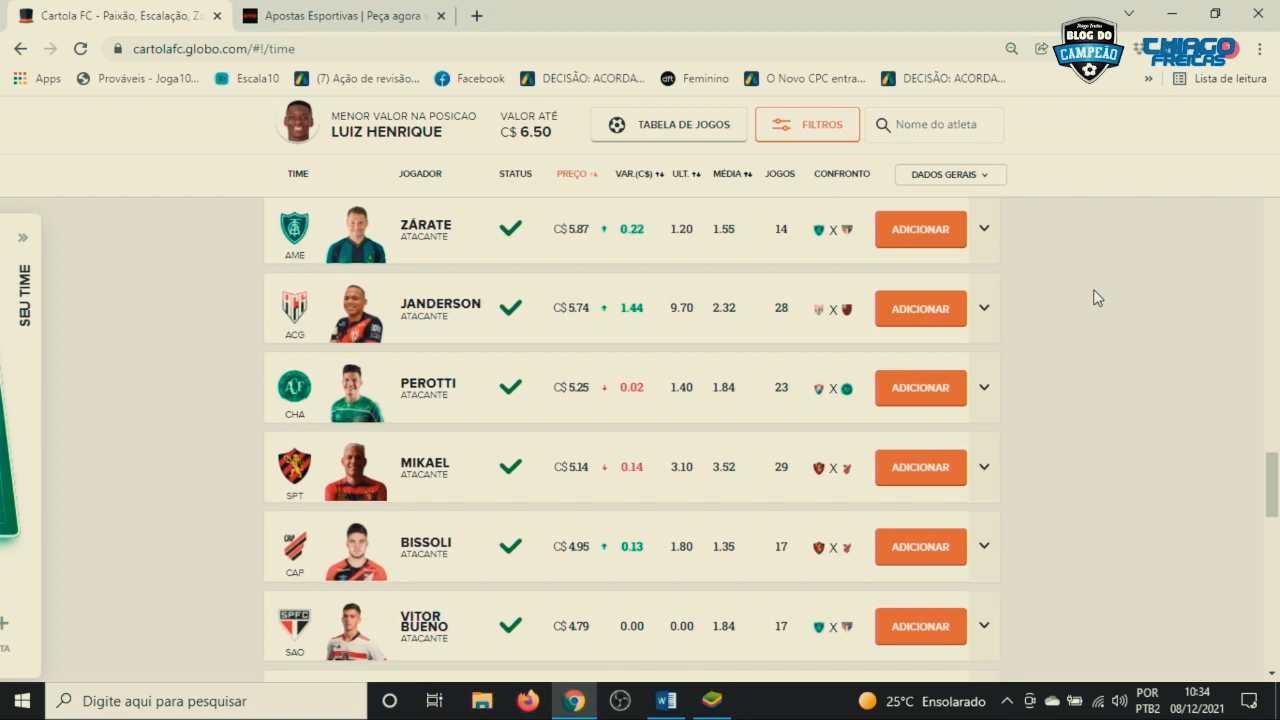 Cartola FC - Paixão, Escalação, Zo
Apostas Esportivas | Peça agora s
cartolafc.globo.com/#!/time
Thiago Freitas
BLOG DO
CAMPEÃO
THIAGO
FREITAS
Apps
Prováveis - Joga10...
Escala10
(7) Ação de revisão...
Facebook
DECISÃO: ACORDA...
dft
Feminino
O Novo CPC entra...
DECISÃO: ACORDA...
»
Lista de leitura
MENOR VALOR NA POSICAO
LUIZ HENRIQUE
VALOR ATÉ
C$ 6.50
TABELA DE JOGOS
FILTROS
Nome do atleta
TIME JOGADOR STATUS PREÇO VAR.(C$) ULT. MÉDIA JOGOS CONFRONTO DADOS GERAIS
SEU TIME
TA
AME ZÁRATE
ATACANTE
C$ 5.87 0.22 1.20 1.55 14 X ADICIONAR
ACG JANDERSON
ATACANTE
C$ 5.74 1.44 9.70 2.32 28 X ADICIONAR
CHA PEROTTI
ATACANTE
C$ 5.25 0.02 1.40 1.84 23 X ADICIONAR
SPT MIKAEL
ATACANTE
C$ 5.14 0.14 3.10 3.52 29 X ADICIONAR
CAP BISSOLI
ATACANTE
C$ 4.95 0.13 1.80 1.35 17 X ADICIONAR
SPFC
SAO VITOR
BUENO
ATACANTE
C$ 4.79 0.00 0.00 1.84 17 X ADICIONAR
Digite aqui para pesquisar
25°C Ensolarado
POR
PTB2
10:34
08/12/2021